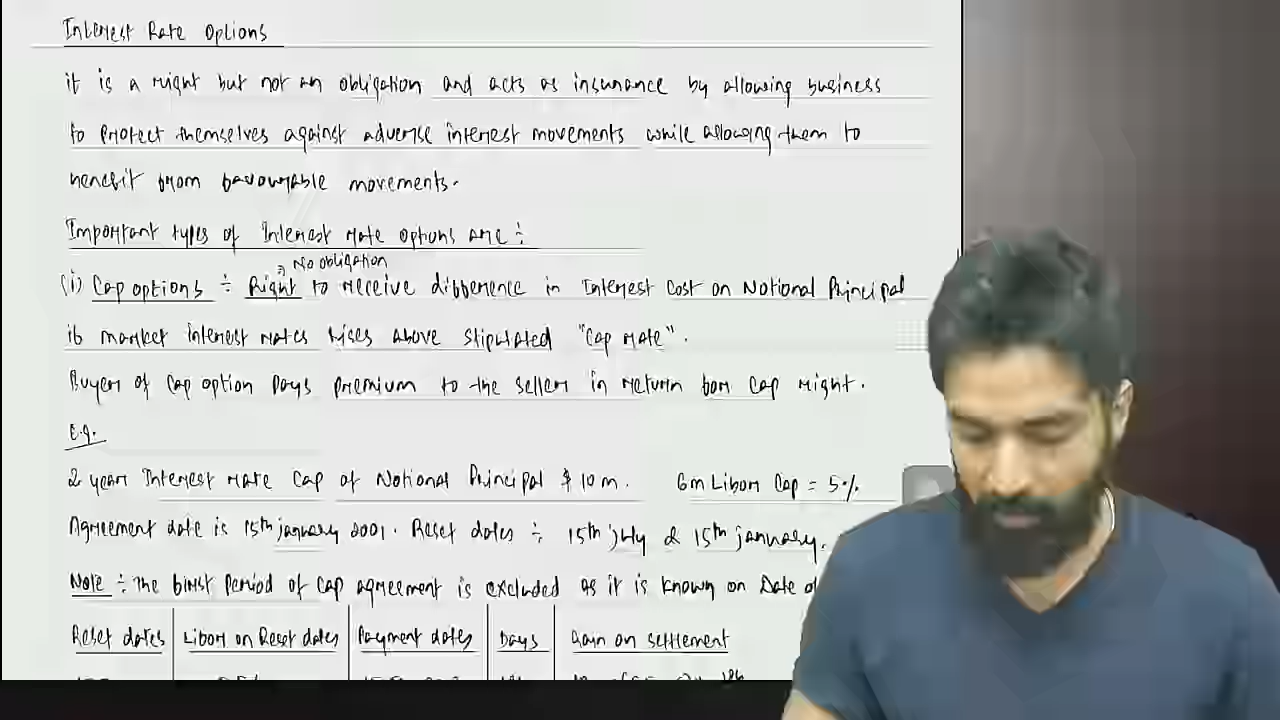 Interest Rate Options
it is a right but not an obligation and acts as insurance by allowing business
to protect themselves against adverse interest movements while allowing them to
benefit from favourable movements.
Important types of Interest rate options are :
→ No obligation
(i) Cap options ÷ Right to receive difference in Interest Cost on Notional Principal
if market interest rates rises above stipulated "Cap rate".
Buyer of Cap option pays premium to the seller in return for Cap right.
E.g.
2 year Interest rate Cap of Notional Principal $ 10 m. 6m Libor Cap = 5%
Agreement date is 15th january 2001. Reset dates ÷ 15th july & 15th january.
Note ÷ The first period of cap agreement is excluded as it is known on Date of
Reset dates Libor on Reset dates Payment dates Days Gain on settlement